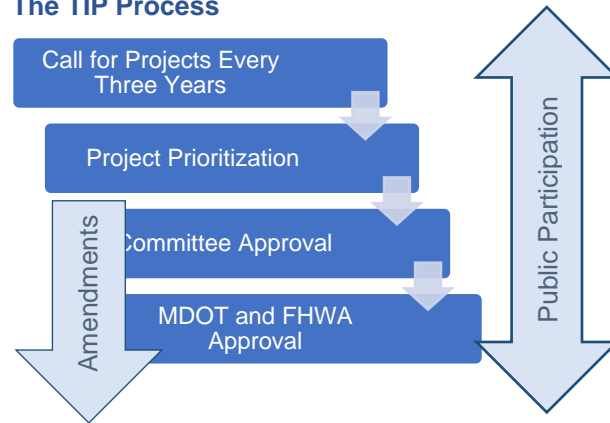 The TIP Process
Call for Projects Every
Three Years
Project Prioritization
Committee Approval
MDOT and FHWA
Approval
Amendments
Public Participation